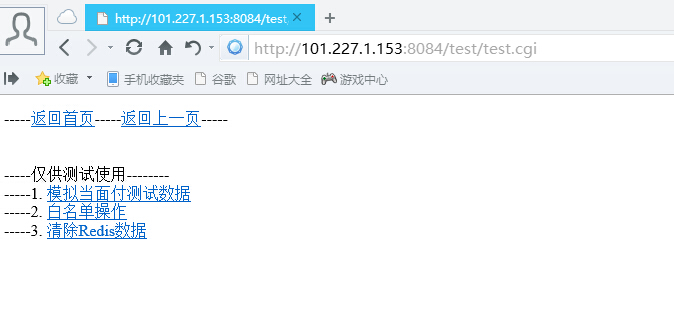 http://101.227.1.153:8084/test
http://101.227.1.153:8084/test/test.cgi
收藏 手机收藏夹 谷歌 网址大全 游戏中心
-----返回首页-----返回上一页-----
-----仅供测试使用--------
-----1. 模拟当面付测试数据
-----2. 白名单操作
-----3. 清除Redis数据